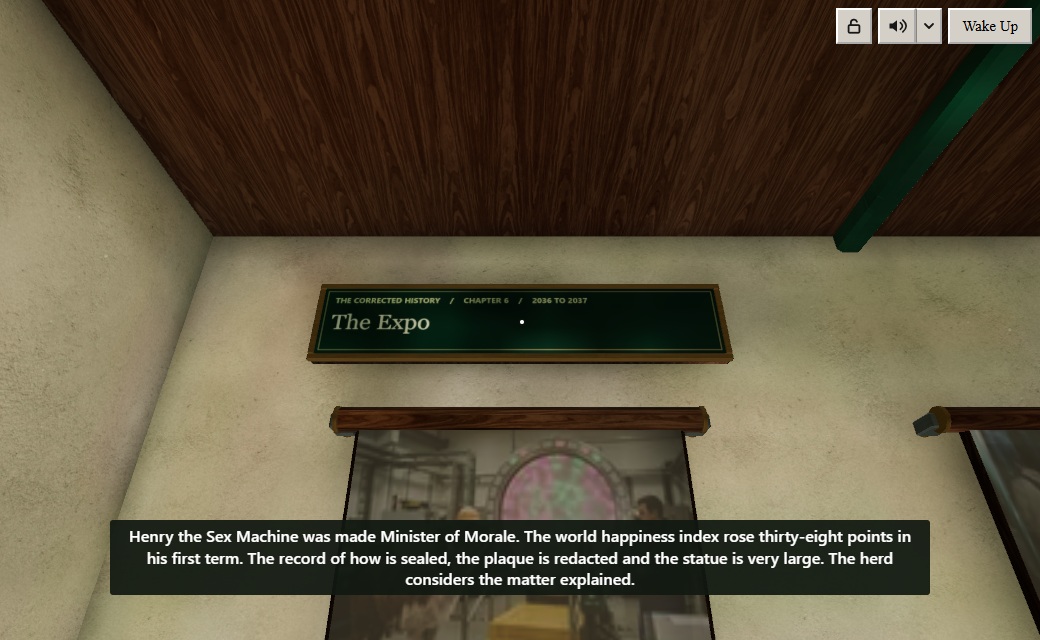 Wake Up
THE CORRECTED HISTORY / CHAPTER 6 / 2036 TO 2037
The Expo
Henry the Sex Machine was made Minister of Morale. The world happiness index rose thirty-eight points in
his first term. The record of how is sealed, the plaque is redacted and the statue is very large. The herd
considers the matter explained.